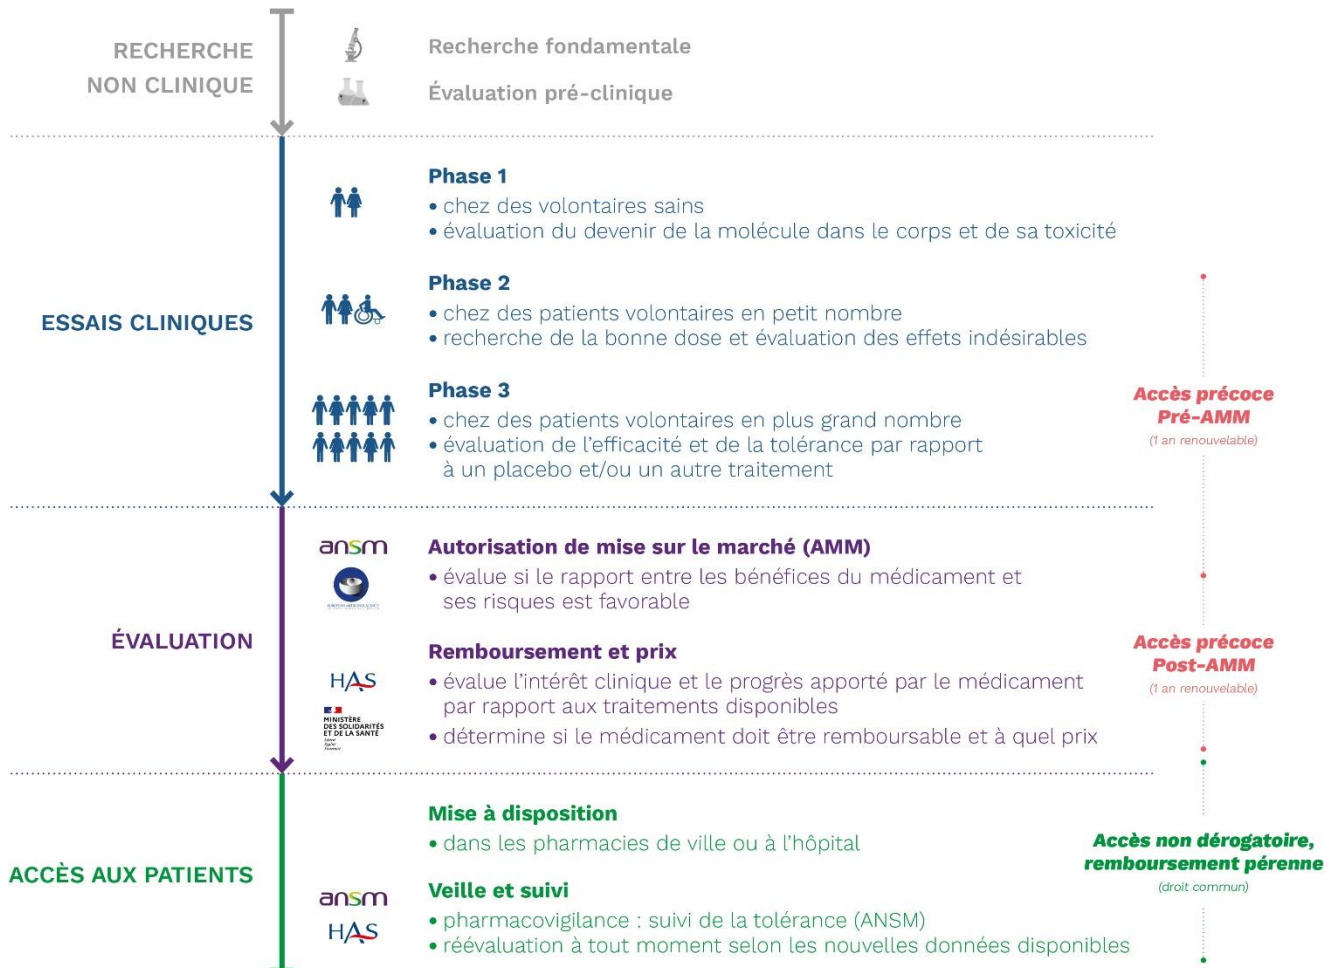 RECHERCHE
NON CLINIQUE
Recherche fondamentale
Évaluation pré-clinique
ESSAIS CLINIQUES
Phase 1
• chez des volontaires sains
• évaluation du devenir de la molécule dans le corps et de sa toxicité
Phase 2
• chez des patients volontaires en petit nombre
• recherche de la bonne dose et évaluation des effets indésirables
Phase 3
• chez des patients volontaires en plus grand nombre
• évaluation de l'efficacité et de la tolérance par rapport
à un placebo et/ou un autre traitement
Accès précoce
Pré-AMM
(1 an renouvelable)
ÉVALUATION
ansm
EUROPEAN MEDICINES AGENCY
Autorisation de mise sur le marché (AMM)
• évalue si le rapport entre les bénéfices du médicament et
ses risques est favorable
HAS
MINISTÈRE
DES SOLIDARITÉS
ET DE LA SANTÉ
Liberté
Égalité
Fraternité
Remboursement et prix
• évalue l'intérêt clinique et le progrès apporté par le médicament
par rapport aux traitements disponibles
• détermine si le médicament doit être remboursable et à quel prix
Accès précoce
Post-AMM
(1 an renouvelable)
ACCÈS AUX PATIENTS
Mise à disposition
• dans les pharmacies de ville ou à l'hôpital
ansm
HAS
Veille et suivi
• pharmacovigilance : suivi de la tolérance (ANSM)
• réévaluation à tout moment selon les nouvelles données disponibles
Accès non dérogatoire,
remboursement pérenne
(droit commun)